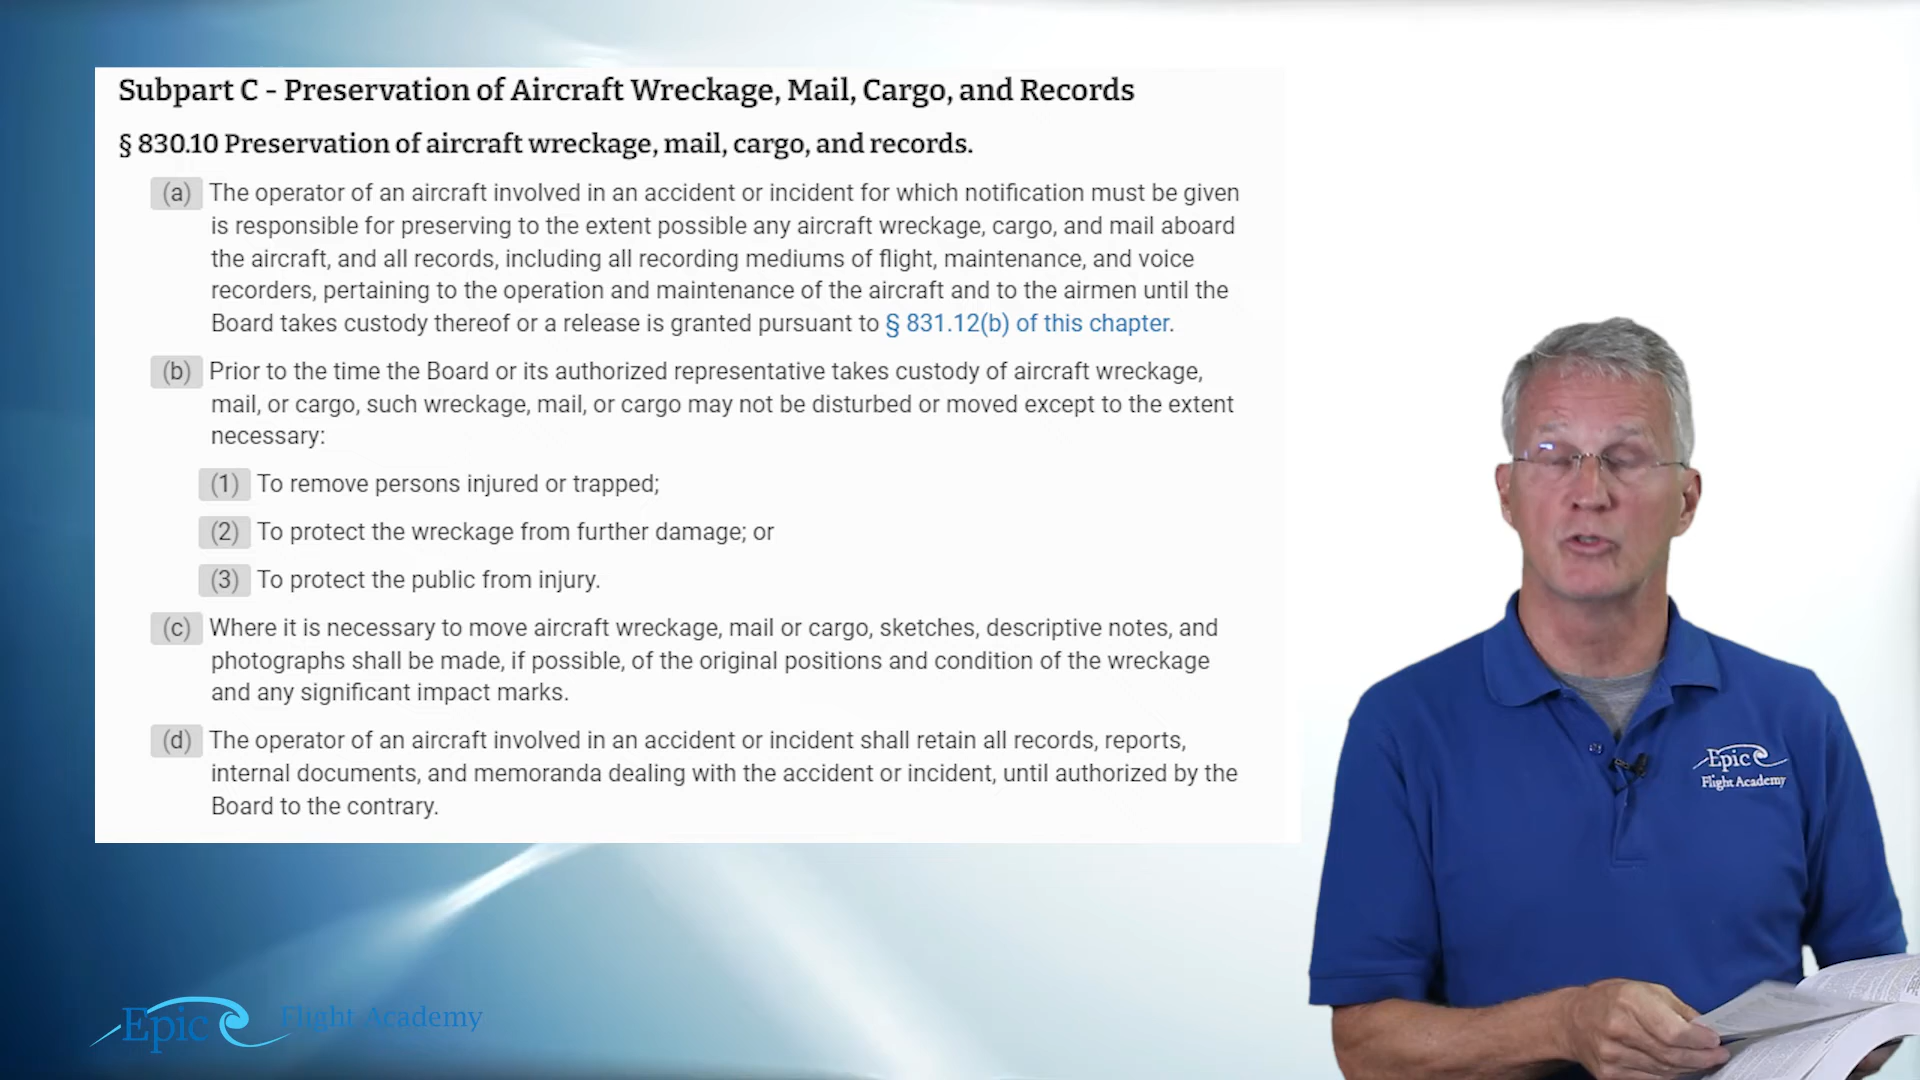 Subpart C - Preservation of Aircraft Wreckage, Mail, Cargo, and Records
§ 830.10 Preservation of aircraft wreckage, mail, cargo, and records.
(a) The operator of an aircraft involved in an accident or incident for which notification must be given
is responsible for preserving to the extent possible any aircraft wreckage, cargo, and mail aboard
the aircraft, and all records, including all recording mediums of flight, maintenance, and voice
recorders, pertaining to the operation and maintenance of the aircraft and to the airmen until the
Board takes custody thereof or a release is granted pursuant to § 831.12(b) of this chapter.
(b) Prior to the time the Board or its authorized representative takes custody of aircraft wreckage,
mail, or cargo, such wreckage, mail, or cargo may not be disturbed or moved except to the extent
necessary:
(1) To remove persons injured or trapped;
(2) To protect the wreckage from further damage; or
(3) To protect the public from injury.
(c) Where it is necessary to move aircraft wreckage, mail or cargo, sketches, descriptive notes, and
photographs shall be made, if possible, of the original positions and condition of the wreckage
and any significant impact marks.
(d) The operator of an aircraft involved in an accident or incident shall retain all records, reports,
internal documents, and memoranda dealing with the accident or incident, until authorized by the
Board to the contrary.
Epic
Flight Academy
Epic Flight Academy